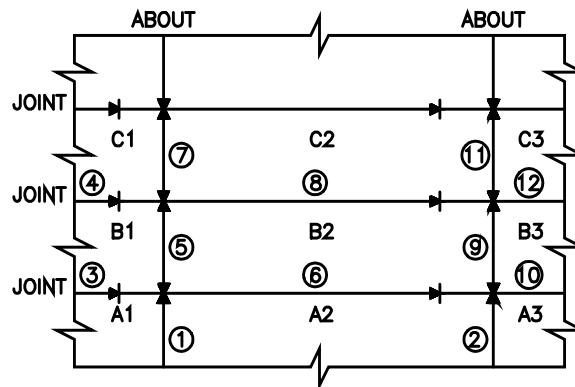 ABOUT ABOUT
JOINT
C1 C2 C3
7 11
JOINT 4 8 12
B1 B2 B3
5 9
JOINT 3 6 10
A1 A2 A3
1 2